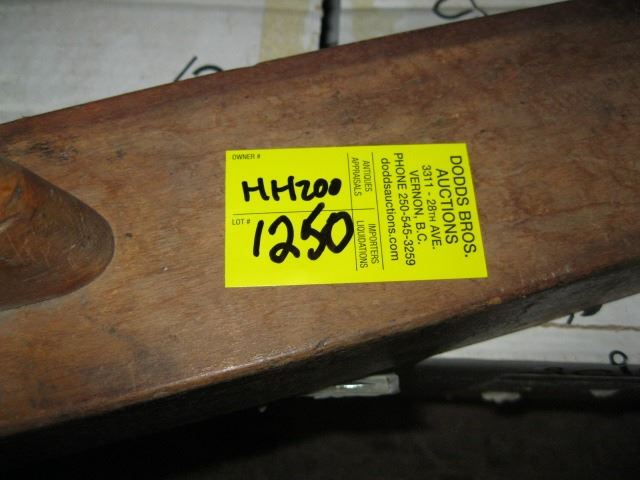 OWNER #
HH200
LOT #
1250
ANTIQUES
APPRAISALS
IMPORTERS
LIQUIDATIONS
DODDS BROS.
AUCTIONS
3311 - 28TH AVE.
VERNON, B.C.
PHONE 250-545-3259
doddsauctions.com